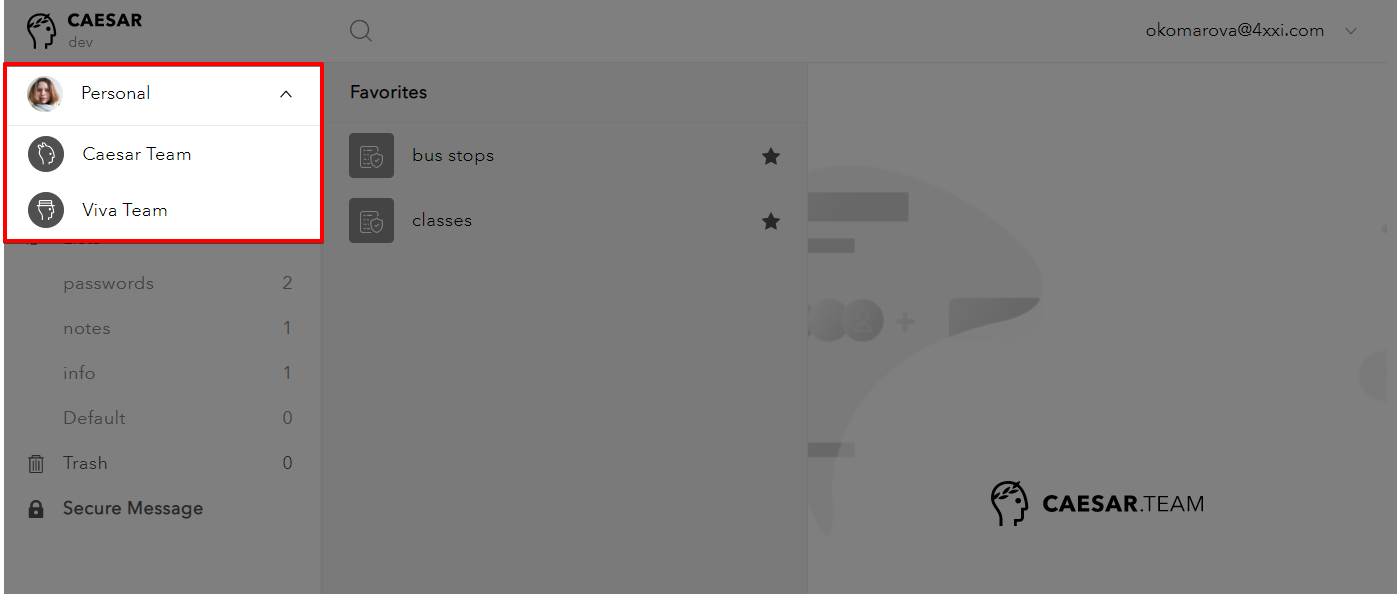 CAESAR
dev
okomarova@4xxi.com
Personal
Caesar Team
Viva Team
passwords 2
notes 1
info 1
Default 0
Trash 0
Secure Message
Favorites
bus stops
classes
CAESAR.TEAM